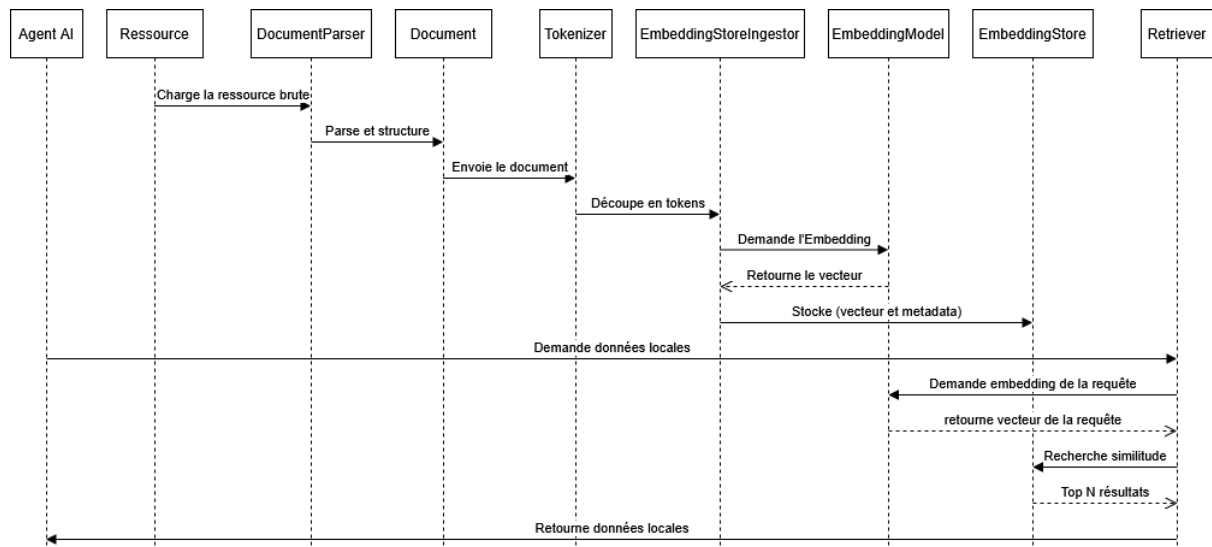 Agent AI
Ressource
DocumentParser
Document
Tokenizer
EmbeddingStoreIngestor
EmbeddingModel
EmbeddingStore
Retriever
Charge la ressource brute
Parse et structure
Envoie le document
Découpe en tokens
Demande l'Embedding
Retourne le vecteur
Stocke (vecteur et metadata)
Demande données locales
Demande embedding de la requête
retourne vecteur de la requête
Recherche similitude
Top N résultats
Retourne données locales